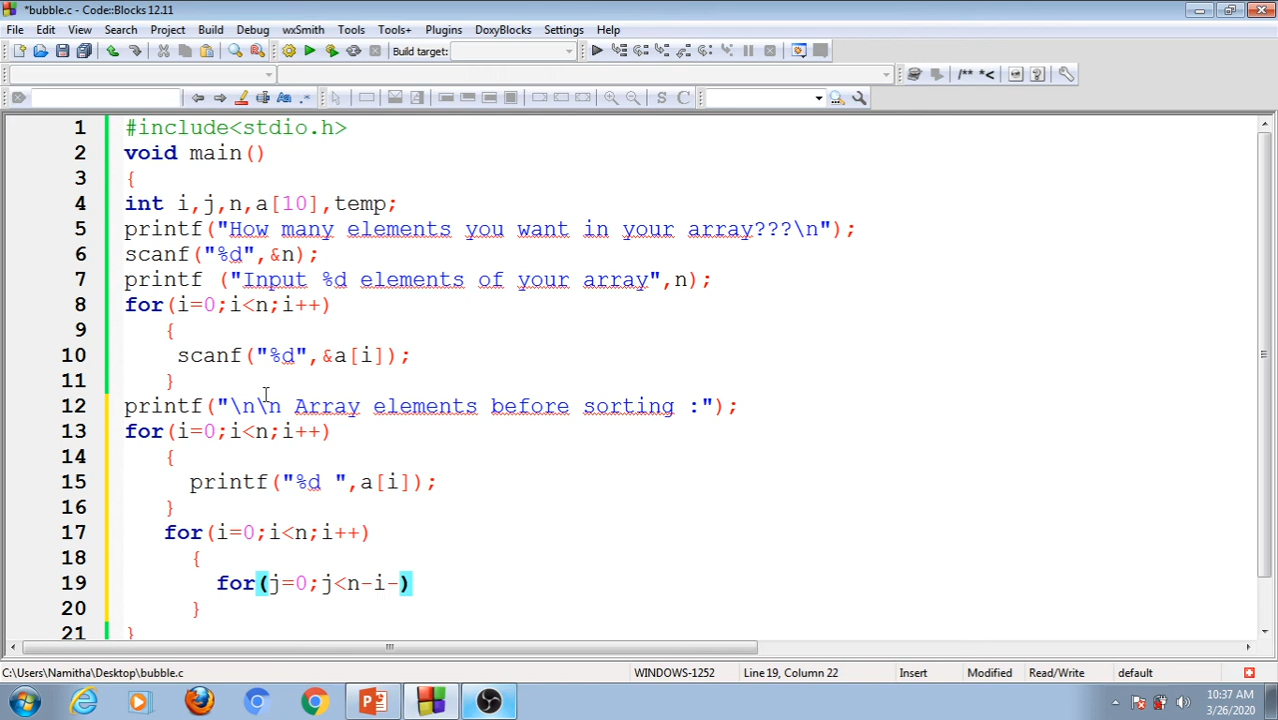 *bubble.c - Code::Blocks 12.11
File Edit View Search Project Build Debug wxSmith Tools Tools+ Plugins DoxyBlocks Settings Help
Build target:
/** *<
S C
1 #include<stdio.h>
2 void main()
3 {
4 int i,j,n,a[10],temp;
5 printf("How many elements you want in your array???\n");
6 scanf("%d",&n);
7 printf ("Input %d elements of your array",n);
8 for(i=0;i<n;i++)
9 {
10 scanf("%d",&a[i]);
11 }
12 printf("\n\n Array elements before sorting :");
13 for(i=0;i<n;i++)
14 {
15 printf("%d ",a[i]);
16 }
17 for(i=0;i<n;i++)
18 {
19 for(j=0;j<n-i-)
20 }
21 }
C:\Users\Namitha\Desktop\bubble.c WINDOWS-1252 Line 19, Column 22 Insert Modified Read/Write default
10:37 AM
3/26/2020